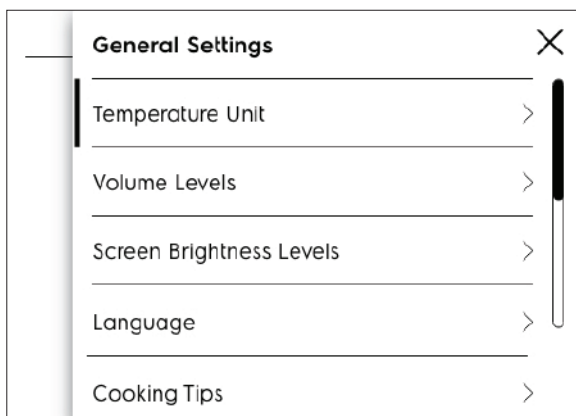 General Settings
Temperature Unit
Volume Levels
Screen Brightness Levels
Language
Cooking Tips